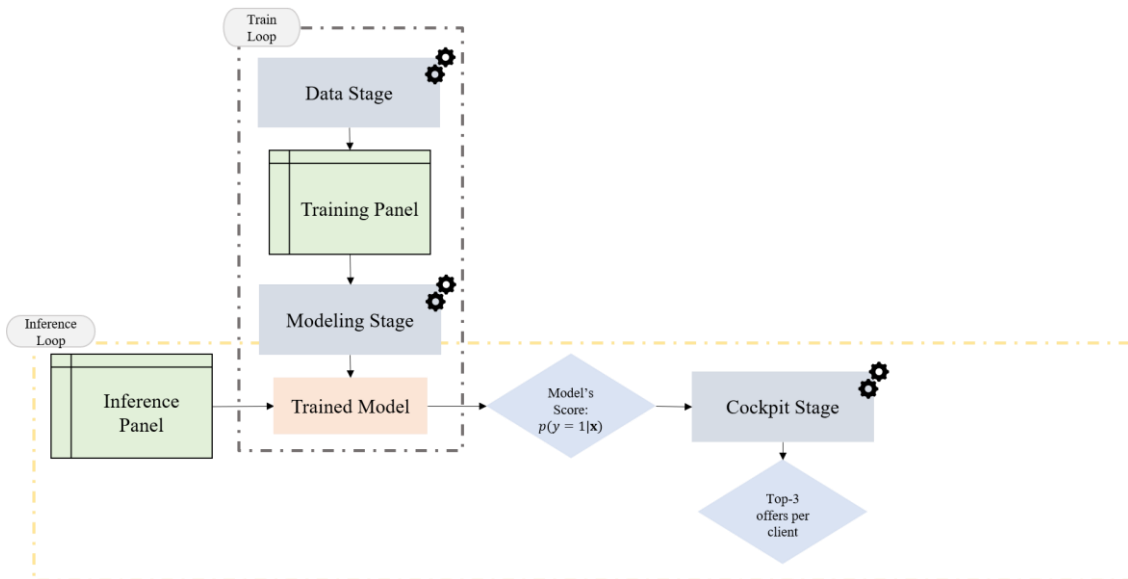 Train
Loop
Data Stage
Training Panel
Modeling Stage
Inference
Loop
Inference
Panel
Trained Model
Model's
Score:
p(y = 1|x)
Cockpit Stage
Top-3
offers per
client